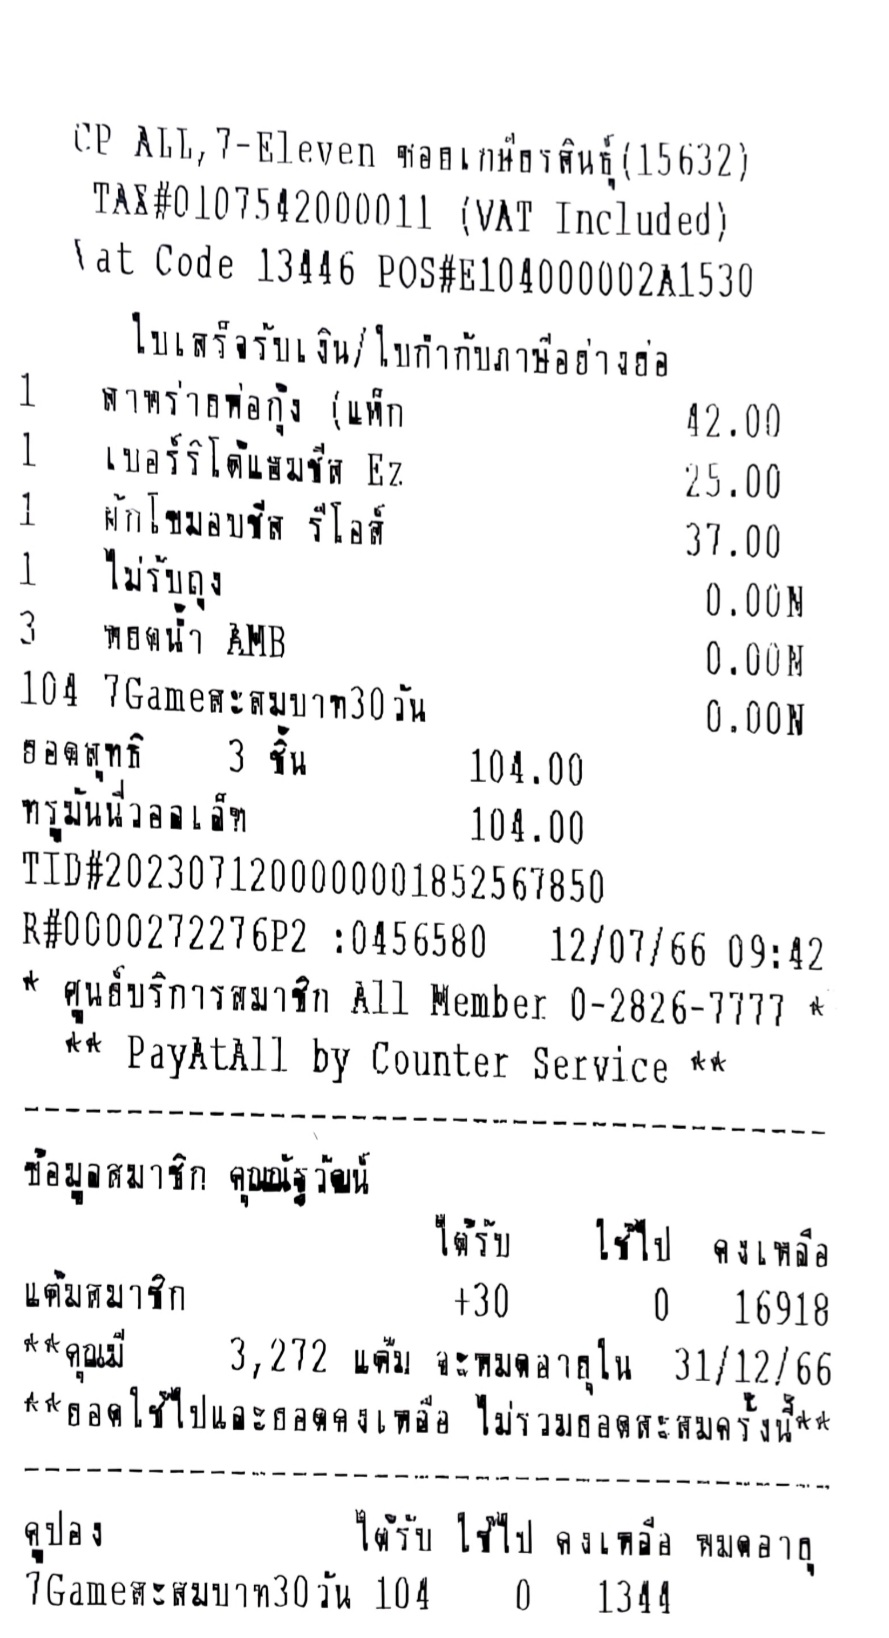 CP ALL,7-Eleven ซอยเกษียรสินธุ์(15632)
TAX#0107542000011 (VAT Included)
Vat Code 13446 POS#E104000002A1530
ใบเสร็จรับเงิน/ใบกำกับภาษีอย่างย่อ
1 สาหร่ายห่อกุ้ง (แพ็ก 42.00
1 เบอร์ริโต้แฮมชีส Ez 25.00
1 ผักโขมอบชีส รีโอส์ 37.00
1 ไม่รับถุง 0.00N
3 หยดน้ำ AMB 0.00N
104 7Gameสะสมบาท30วัน 0.00N
ยอดสุทธิ 3 ชิ้น 104.00
ทรูมันนี่วอลเล็ท 104.00
TID#20230712000000001852567850
R#0000272276P2 :0456580 12/07/66 09:42
* ศูนย์บริการสมาชิก All Member 0-2826-7777 *
** PayAtAll by Counter Service **
ข้อมูลสมาชิก คุณณัฐวัฒน์
ได้รับ ใช้ไป คงเหลือ
แต้มสมาชิก +30 0 16918
**คุณมี 3,272 แต้ม จะหมดอายุใน 31/12/66
**ยอดใช้ไปและยอดคงเหลือ ไม่รวมยอดสะสมครั้งนี้**
คูปอง ได้รับ ใช้ไป คงเหลือ หมดอายุ
7Gameสะสมบาท30วัน 104 0 1344